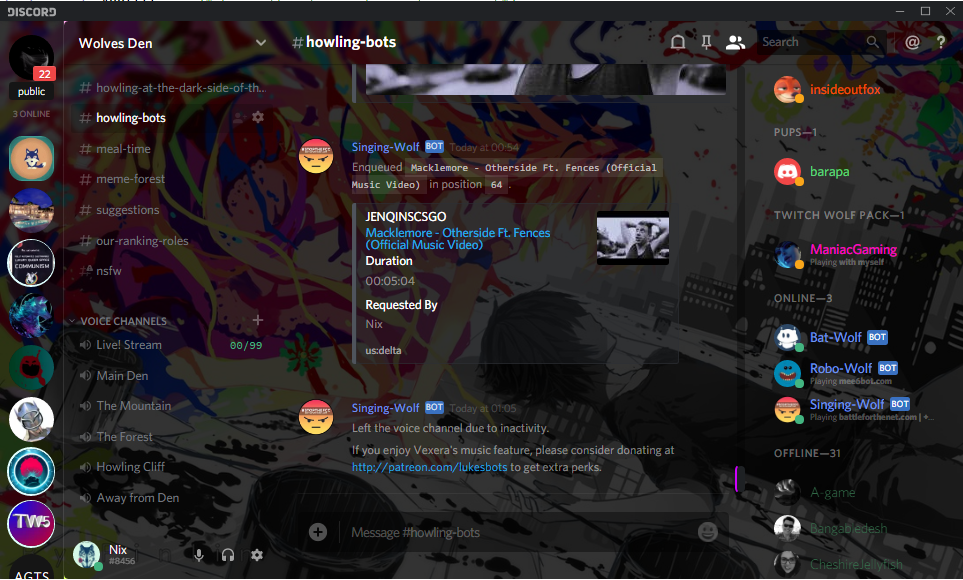 DISCORD
22
public
3 ONLINE
COMMUNISM
TW5
AGTS
Wolves Den
# howling-at-the-dark-side-of-th...
# howling-bots
# meal-time
# meme-forest
# suggestions
# our-ranking-roles
# nsfw
VOICE CHANNELS +
Live! Stream 00/99
Main Den
The Mountain
The Forest
Howling Cliff
Away from Den
Nix
#8456
#howling-bots
Search
@ ?
Singing-Wolf BOT Today at 00:54
Enqueued Macklemore - Otherside Ft. Fences (Official
Music Video) in position 64 .
JENQINSCSGO
Macklemore - Otherside Ft. Fences
(Official Music Video)
Duration
00:05:04
Requested By
Nix
us:delta
Singing-Wolf BOT Today at 01:05
Left the voice channel due to inactivity.
If you enjoy Vexera's music feature, please consider donating at
http://patreon.com/lukesbots to get extra perks.
Message #howling-bots
insideoutfox
PUPS—1
barapa
TWITCH WOLF PACK—1
ManiacGaming
Playing with myself
ONLINE—3
Bat-Wolf BOT
Robo-Wolf BOT
Playing mee6bot.com
Singing-Wolf BOT
Playing battleforthenet.com | +...
OFFLINE—31
A-game
Bangabledesh
CheshireJellyfish